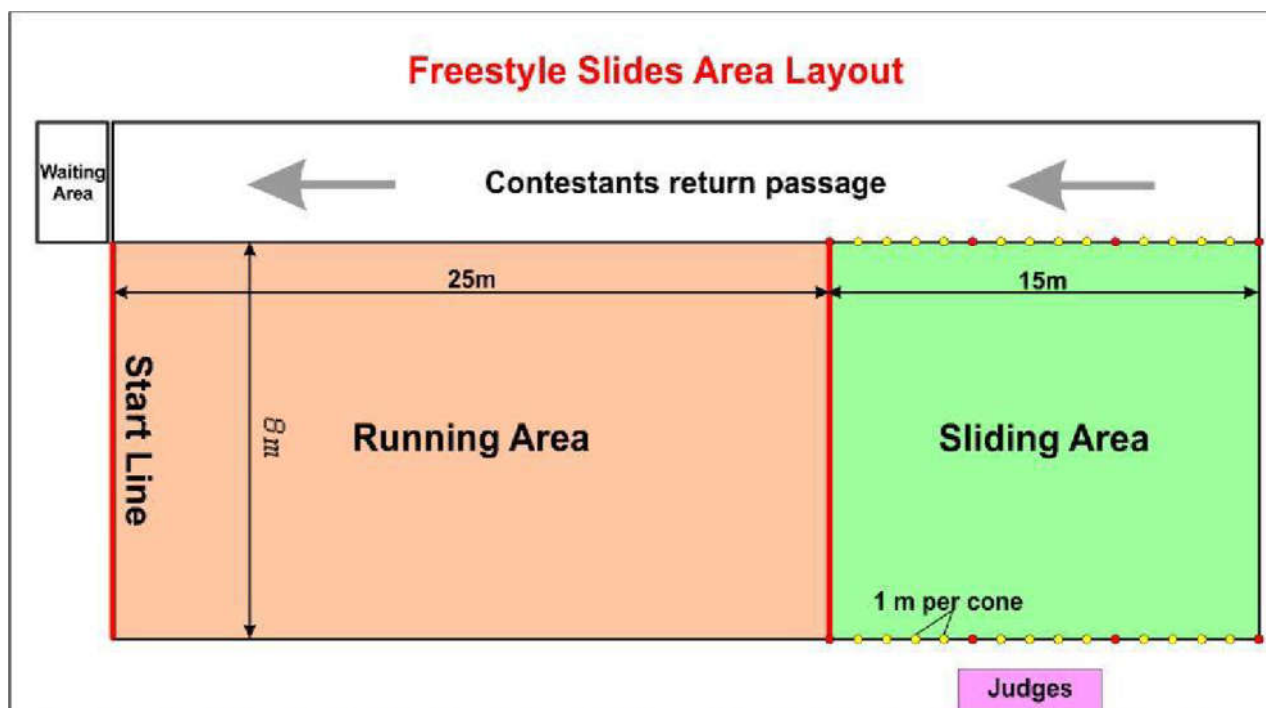 Freestyle Slides Area Layout
Waiting
Area
Contestants return passage
25m
15m
Start Line
8m
Running Area
Sliding Area
1 m per cone
Judges